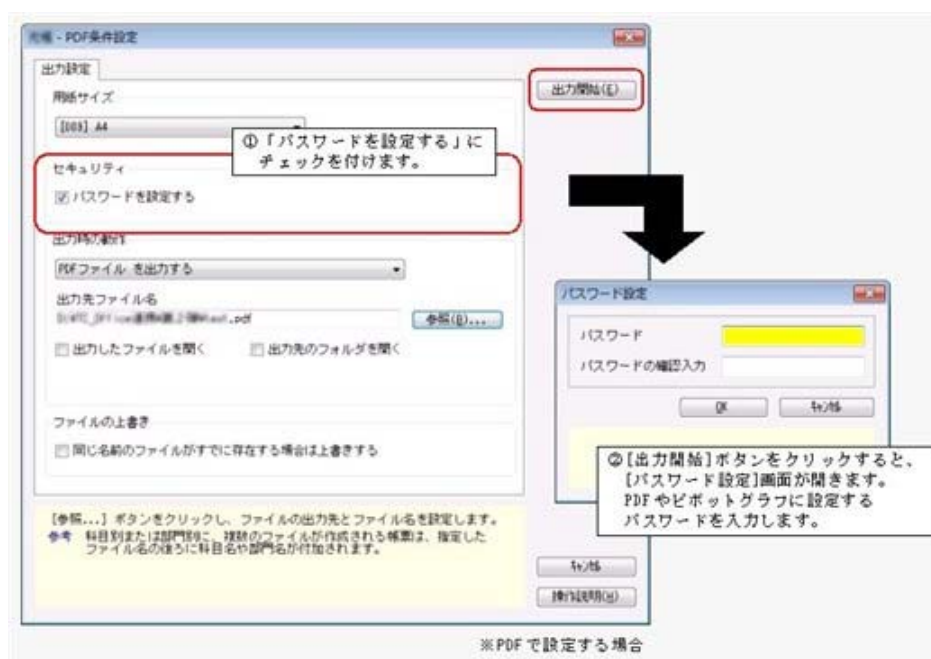 - PDF条件設定
出力設定
出力開始(E)
用紙サイズ
[009] A4
①「パスワードを設定する」に
チェックを付けます。
セキュリティ
パスワードを設定する
出力時の動作
PDFファイル を出力する
出力先ファイル名
.pdf
参照(B)...
出力したファイルを開く
出力先のフォルダを開く
ファイルの上書き
同じ名前のファイルがすでに存在する場合は上書きする
パスワード設定
パスワード
パスワードの確認入力
OK
ｷｬﾝｾﾙ
②[出力開始]ボタンをクリックすると、
[パスワード設定]画面が開きます。
PDFやピボットグラフに設定する
パスワードを入力します。
[参照...] ボタンをクリックし、ファイルの出力先とファイル名を設定します。
参考 科目別または部門別に、複数のファイルが作成される帳票は、指定した
ファイル名の後ろに科目名や部門名が付加されます。
ｷｬﾝｾﾙ
操作説明(H)
※PDFで設定する場合